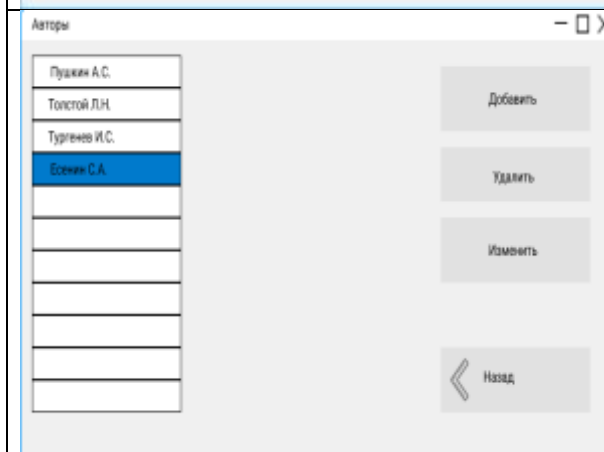 Авторы
Пушкин А.С.
Толстой Л.Н.
Тургенев И.С.
Есенин С.А.
Добавить
Удалить
Изменить
Назад